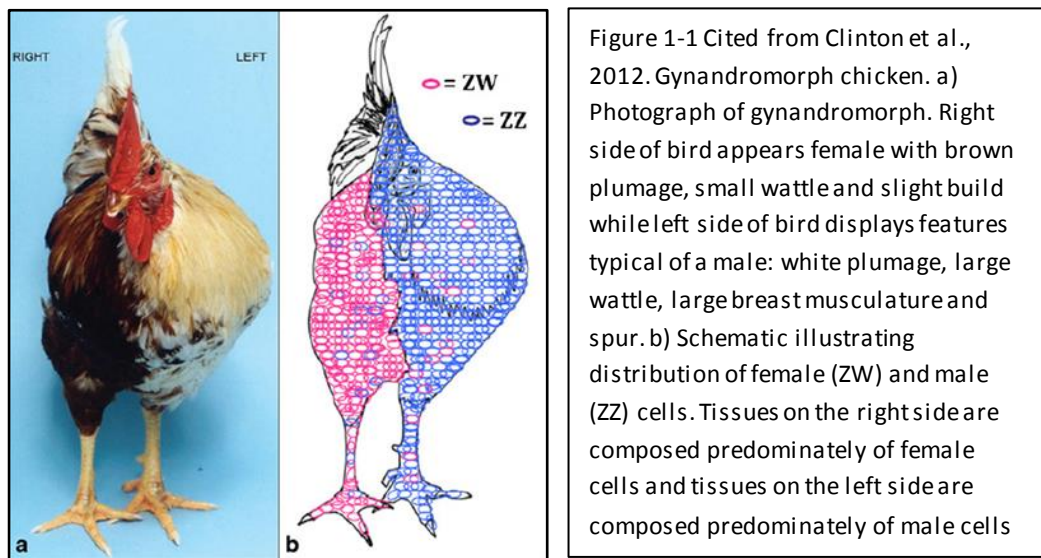 RIGHT
LEFT
= ZW
= ZZ
a
b
Figure 1-1 Cited from Clinton et al.,
2012. Gynandromorph chicken. a)
Photograph of gynandromorph. Right
side of bird appears female with brown
plumage, small wattle and slight build
while left side of bird displays features
typical of a male: white plumage, large
wattle, large breast musculature and
spur. b) Schematic illustrating
distribution of female (ZW) and male
(ZZ) cells. Tissues on the right side are
composed predominately of female
cells and tissues on the left side are
composed predominately of male cells